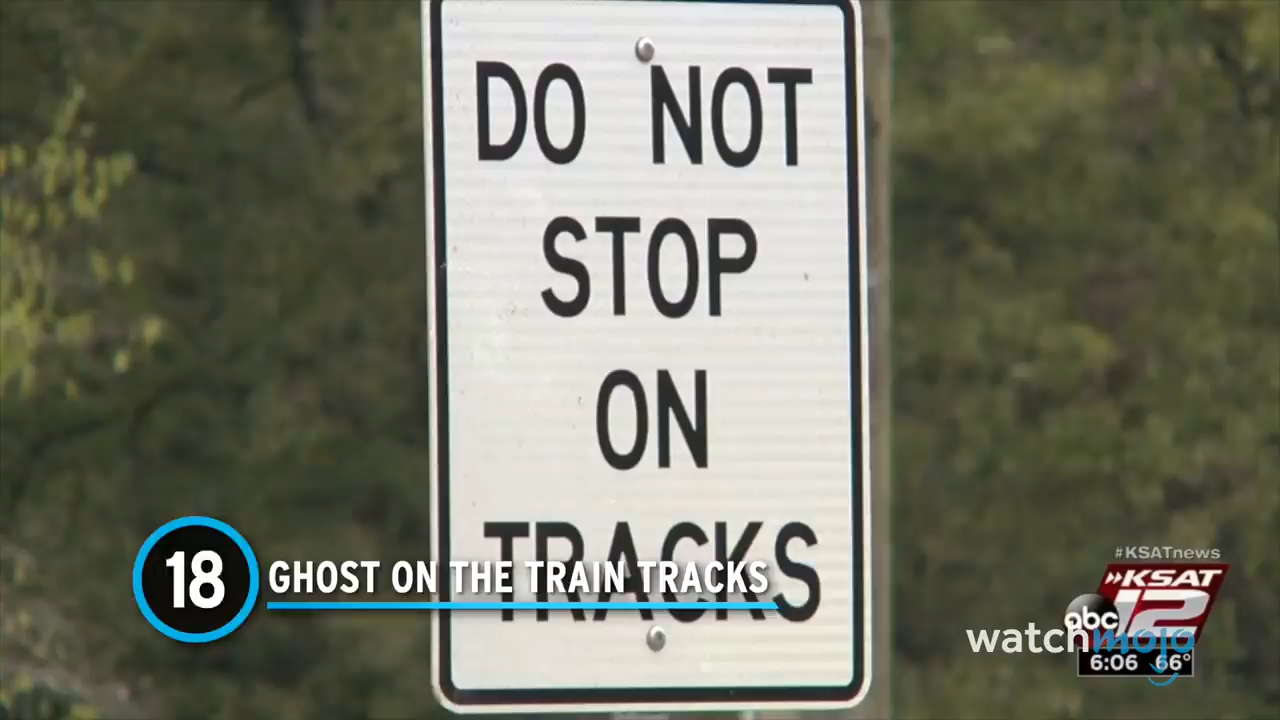 DO NOT
STOP
ON
TRACKS
18 GHOST ON THE TRAIN TRACKS
#KSATnews
KSAT
abc 12
watchmojo
6:06 66°